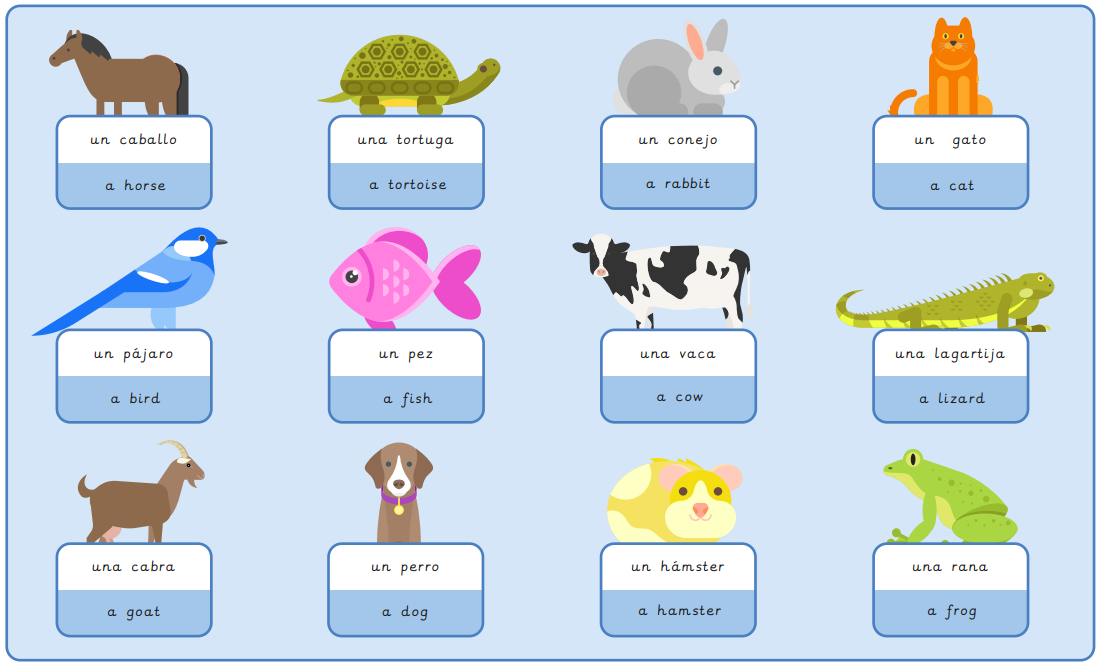 un caballo
a horse
una tortuga
a tortoise
un conejo
a rabbit
un gato
a cat
un pájaro
a bird
un pez
a fish
una vaca
a cow
una lagartija
a lizard
una cabra
a goat
un perro
a dog
un hámster
a hamster
una rana
a frog